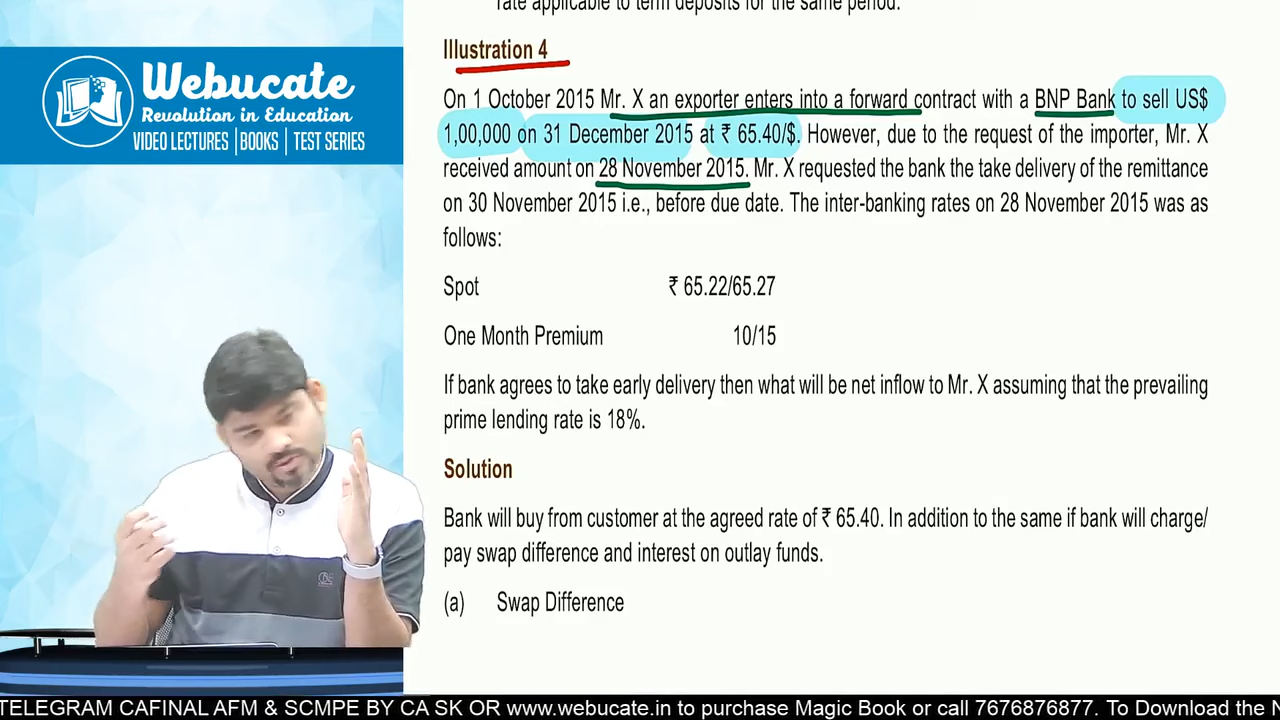 rate applicable to term deposits for the same period.
Illustration 4
Webucate
Revolution in Education
VIDEO LECTURES | BOOKS | TEST SERIES
On 1 October 2015 Mr. X an exporter enters into a forward contract with a BNP Bank to sell US$
1,00,000 on 31 December 2015 at ₹ 65.40/$. However, due to the request of the importer, Mr. X
received amount on 28 November 2015. Mr. X requested the bank the take delivery of the remittance
on 30 November 2015 i.e., before due date. The inter-banking rates on 28 November 2015 was as
follows:
Spot ₹ 65.22/65.27
One Month Premium 10/15
If bank agrees to take early delivery then what will be net inflow to Mr. X assuming that the prevailing
prime lending rate is 18%.
Solution
Bank will buy from customer at the agreed rate of ₹ 65.40. In addition to the same if bank will charge/
pay swap difference and interest on outlay funds.
(a) Swap Difference
TELEGRAM CAFINAL AFM & SCMPE BY CA SK OR www.webucate.in to purchase Magic Book or call 7676876877. To Download the N